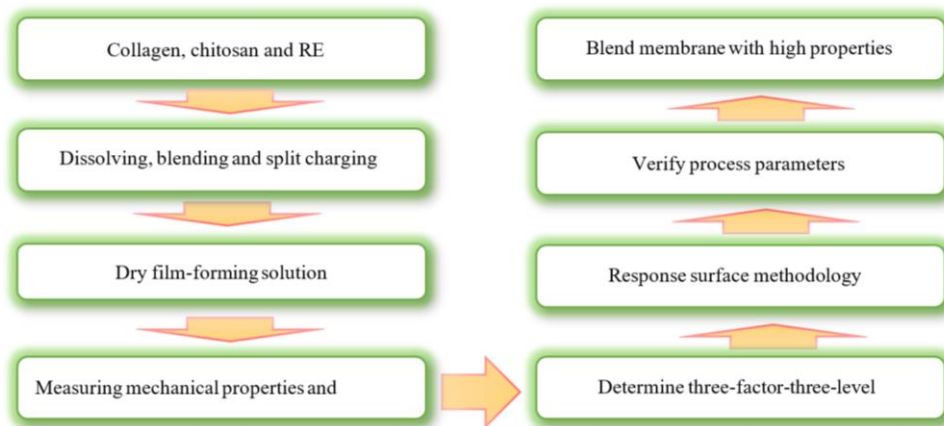 Collagen, chitosan and RE
Dissolving, blending and split charging
Dry film-forming solution
Measuring mechanical properties and
Determine three-factor-three-level
Response surface methodology
Verify process parameters
Blend membrane with high properties